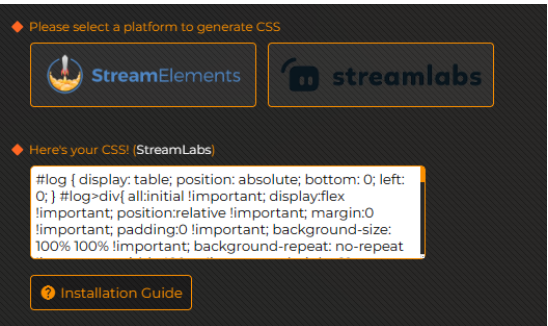 Please select a platform to generate CSS
StreamElements
streamlabs
Here's your CSS! (StreamLabs)
#log { display: table; position: absolute; bottom: 0; left:
0; } #log>div{ all:initial !important; display:flex
!important; position:relative !important; margin:0
!important; padding:0 !important; background-size:
100% 100% !important; background-repeat: no-repeat
Installation Guide